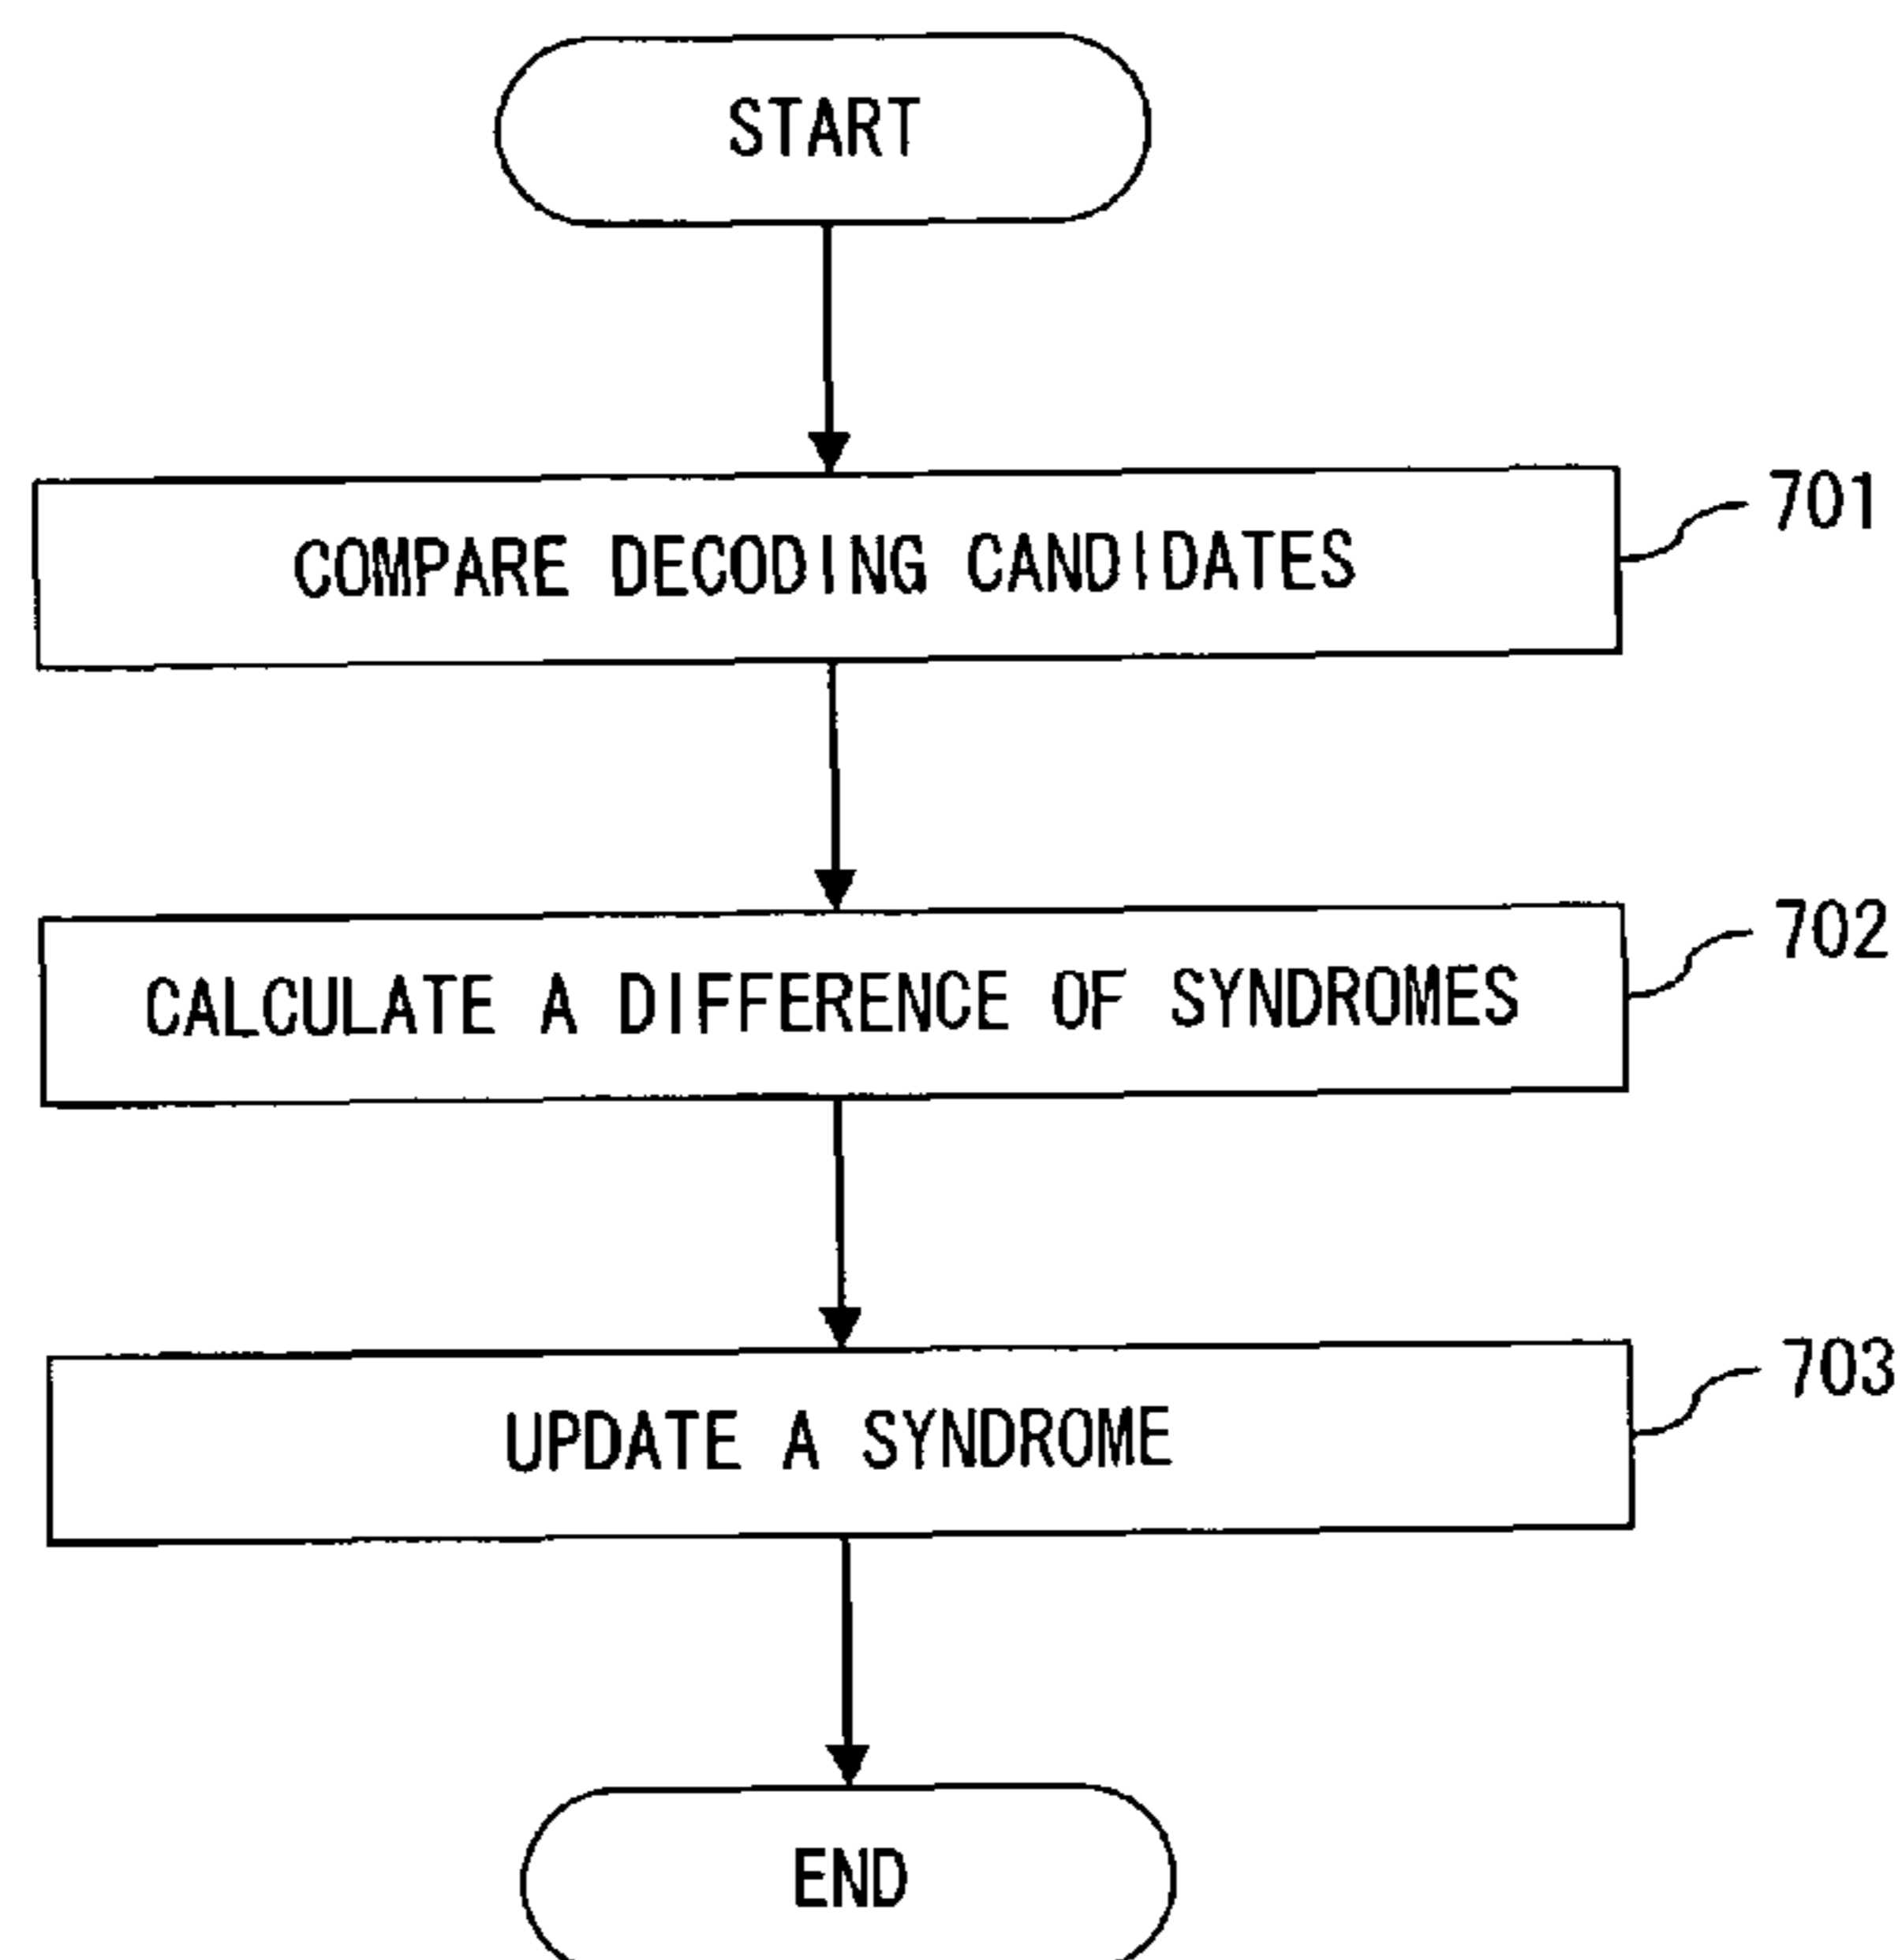 START
COMPARE DECODING CANDIDATES
701
CALCULATE A DIFFERENCE OF SYNDROMES
702
UPDATE A SYNDROME
703
END